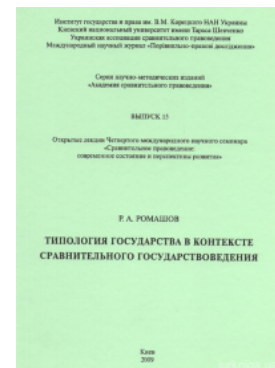 Институт государства и права им. В.М. Корецкого НАН Украины
Киевский национальный университет имени Тараса Шевченко
Украинская ассоциация сравнительного правоведения
Международный научный журнал «Порівняльно-правові дослідження»
Серия научно-методических изданий
«Академия сравнительного правоведения»
ВЫПУСК 15
Открытые лекции Четвертого международного научного семинара
«Сравнительное правоведение:
современное состояние и перспективы развития»
Р. А. РОМАШОВ
ТИПОЛОГИЯ ГОСУДАРСТВА В КОНТЕКСТЕ
СРАВНИТЕЛЬНОГО ГОСУДАРСТВОВЕДЕНИЯ
Киев
2009